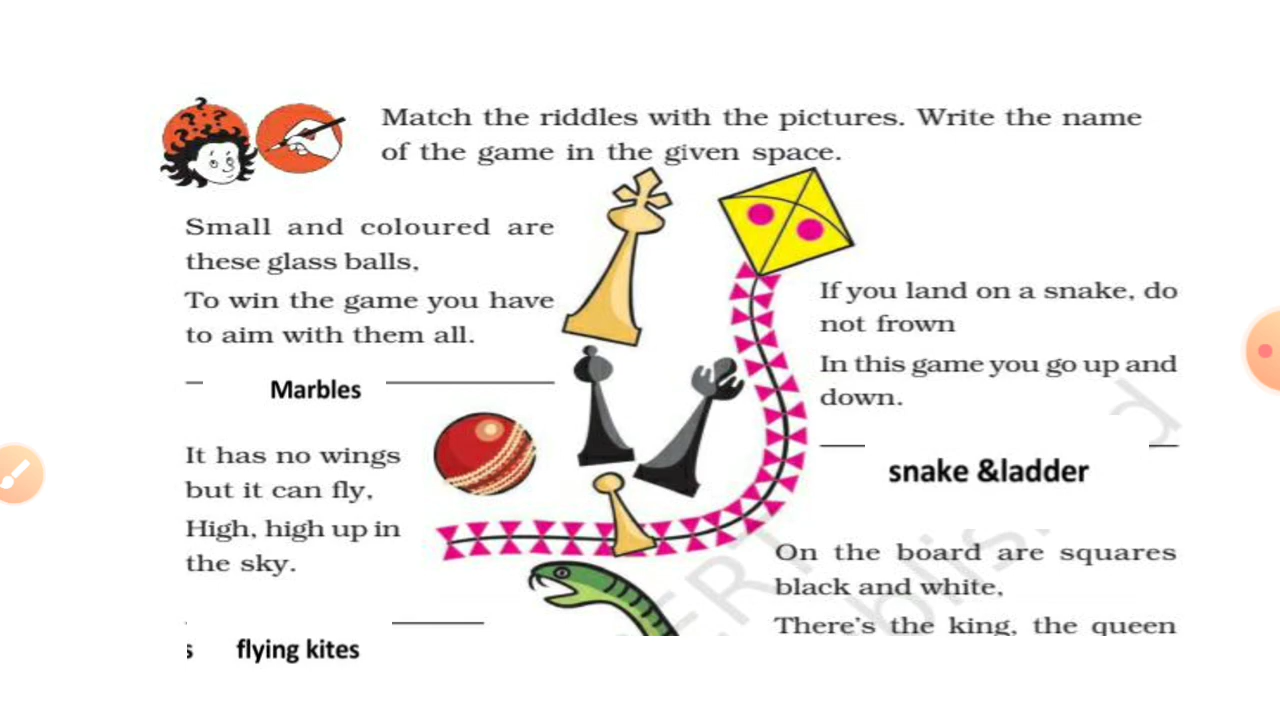 Match the riddles with the pictures. Write the name
of the game in the given space.
Small and coloured are
these glass balls,
To win the game you have
to aim with them all.
Marbles
It has no wings
but it can fly,
High, high up in
the sky.
s flying kites
If you land on a snake, do
not frown
In this game you go up and
down.
snake &ladder
On the board are squares
black and white,
There's the king, the queen